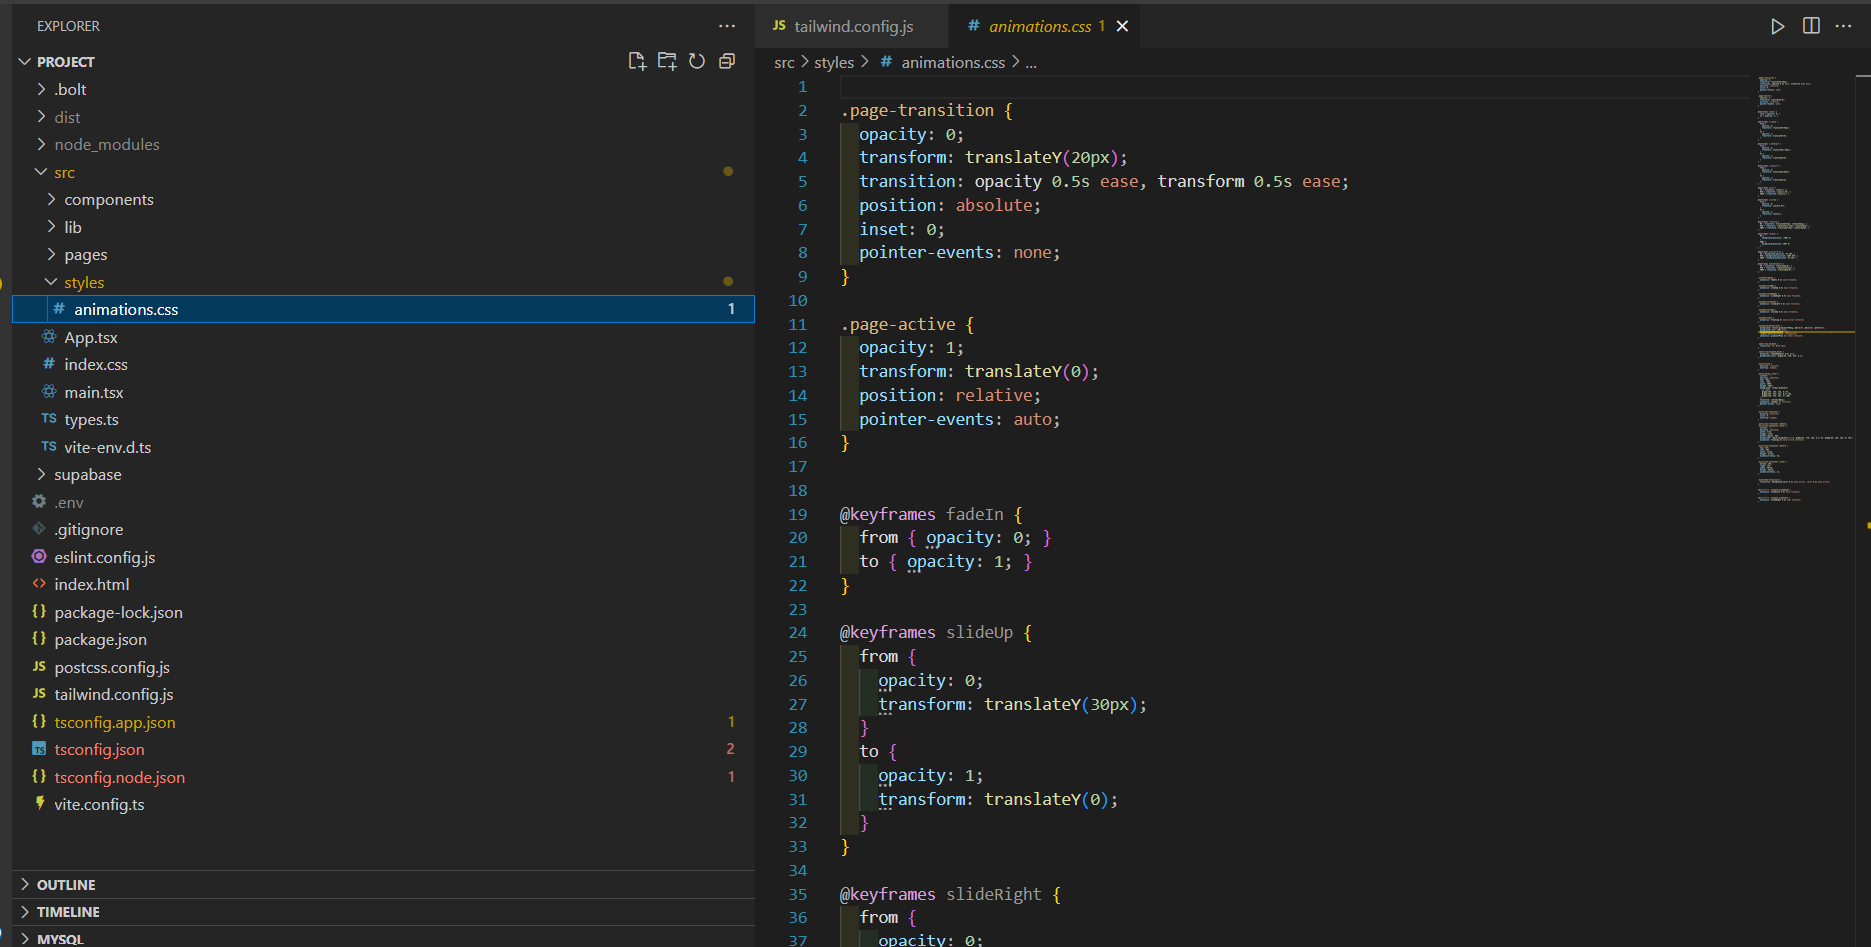 EXPLORER
PROJECT
.bolt
dist
node_modules
src
components
lib
pages
styles
# animations.css 1
App.tsx
# index.css
main.tsx
TS types.ts
TS vite-env.d.ts
supabase
.env
.gitignore
eslint.config.js
<> index.html
{} package-lock.json
{} package.json
JS postcss.config.js
JS tailwind.config.js
{} tsconfig.app.json 1
TS tsconfig.json 2
{} tsconfig.node.json 1
vite.config.ts
OUTLINE
TIMELINE
MYSQL
JS tailwind.config.js
# animations.css 1
src > styles > # animations.css > ...
1
2 .page-transition {
3 opacity: 0;
4 transform: translateY(20px);
5 transition: opacity 0.5s ease, transform 0.5s ease;
6 position: absolute;
7 inset: 0;
8 pointer-events: none;
9 }
10
11 .page-active {
12 opacity: 1;
13 transform: translateY(0);
14 position: relative;
15 pointer-events: auto;
16 }
17
18
19 @keyframes fadeIn {
20 from { opacity: 0; }
21 to { opacity: 1; }
22 }
23
24 @keyframes slideUp {
25 from {
26 opacity: 0;
27 transform: translateY(30px);
28 }
29 to {
30 opacity: 1;
31 transform: translateY(0);
32 }
33 }
34
35 @keyframes slideRight {
36 from {
37 opacity: 0;